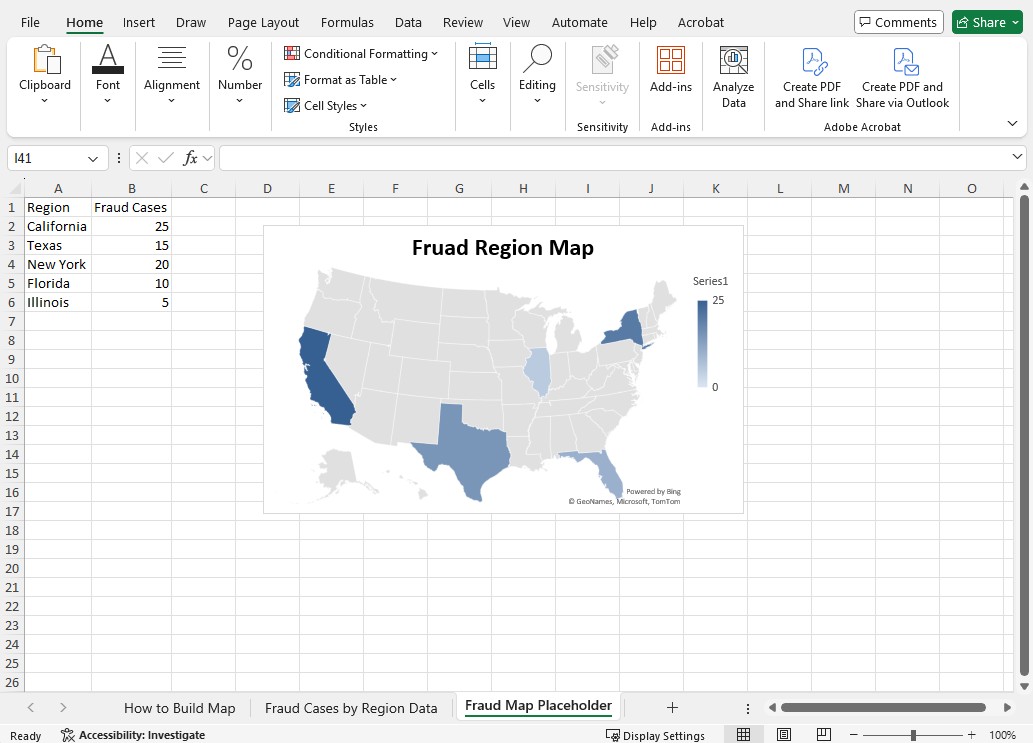 File Home Insert Draw Page Layout Formulas Data Review View Automate Help Acrobat Comments Share
Clipboard Font Alignment Number Conditional Formatting Format as Table Cell Styles Styles Cells Editing Sensitivity Sensitivity Add-ins Add-ins Analyze Data Create PDF and Share link Create PDF and Share via Outlook Adobe Acrobat
I41 fx
A B C D E F G H I J K L M N O
1 Region Fraud Cases
2 California 25
3 Texas 15
4 New York 20
5 Florida 10
6 Illinois 5
7
8
9
10
11
12
13
14
15
16
17
18
19
20
21
22
23
24
25
26
Fruad Region Map
Series1
25
0
Powered by Bing
© GeoNames, Microsoft, TomTom
How to Build Map Fraud Cases by Region Data Fraud Map Placeholder
Ready Accessibility: Investigate Display Settings 100%